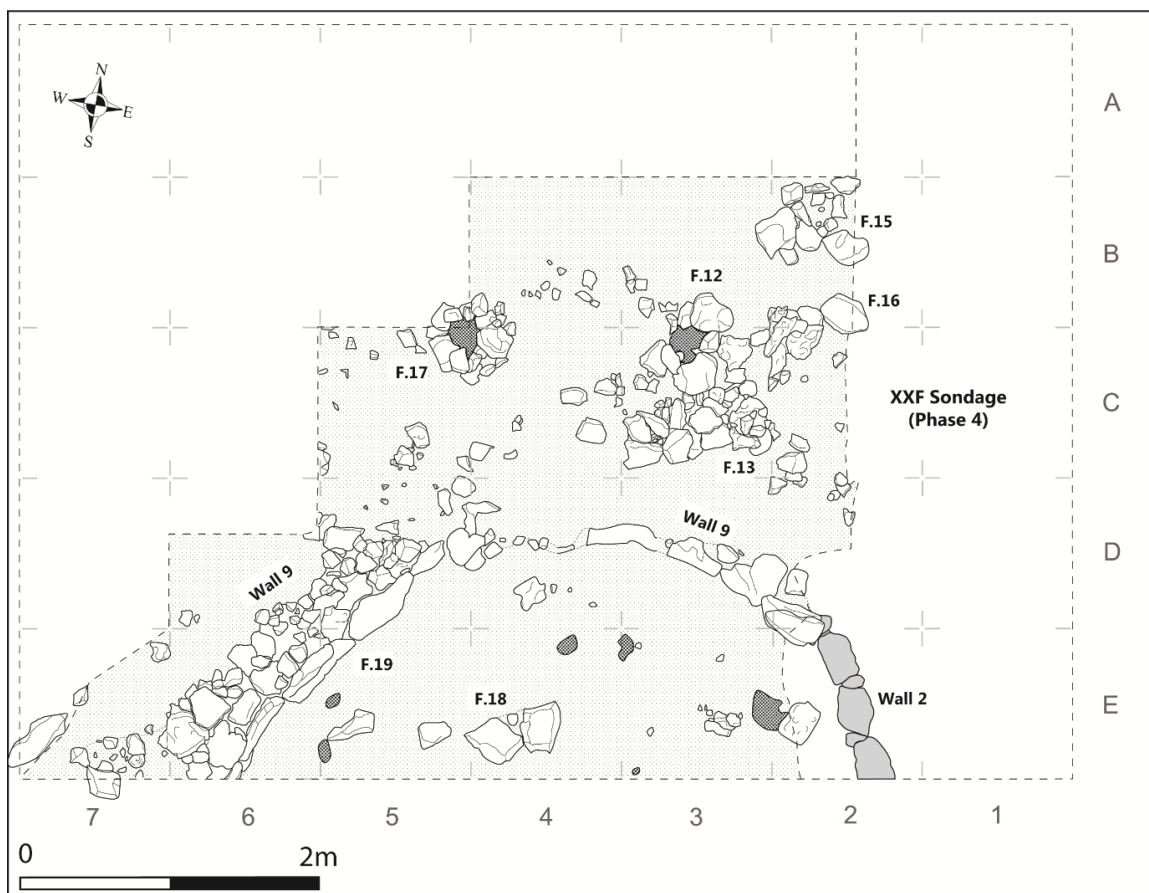 N
W
E
S
A
F.15
B
F.12
F.16
F.17
XXF Sondage
(Phase 4)
C
F.13
Wall 9
D
Wall 9
F.19
F.18
Wall 2
E
7
6
5
4
3
2
1
0
2m